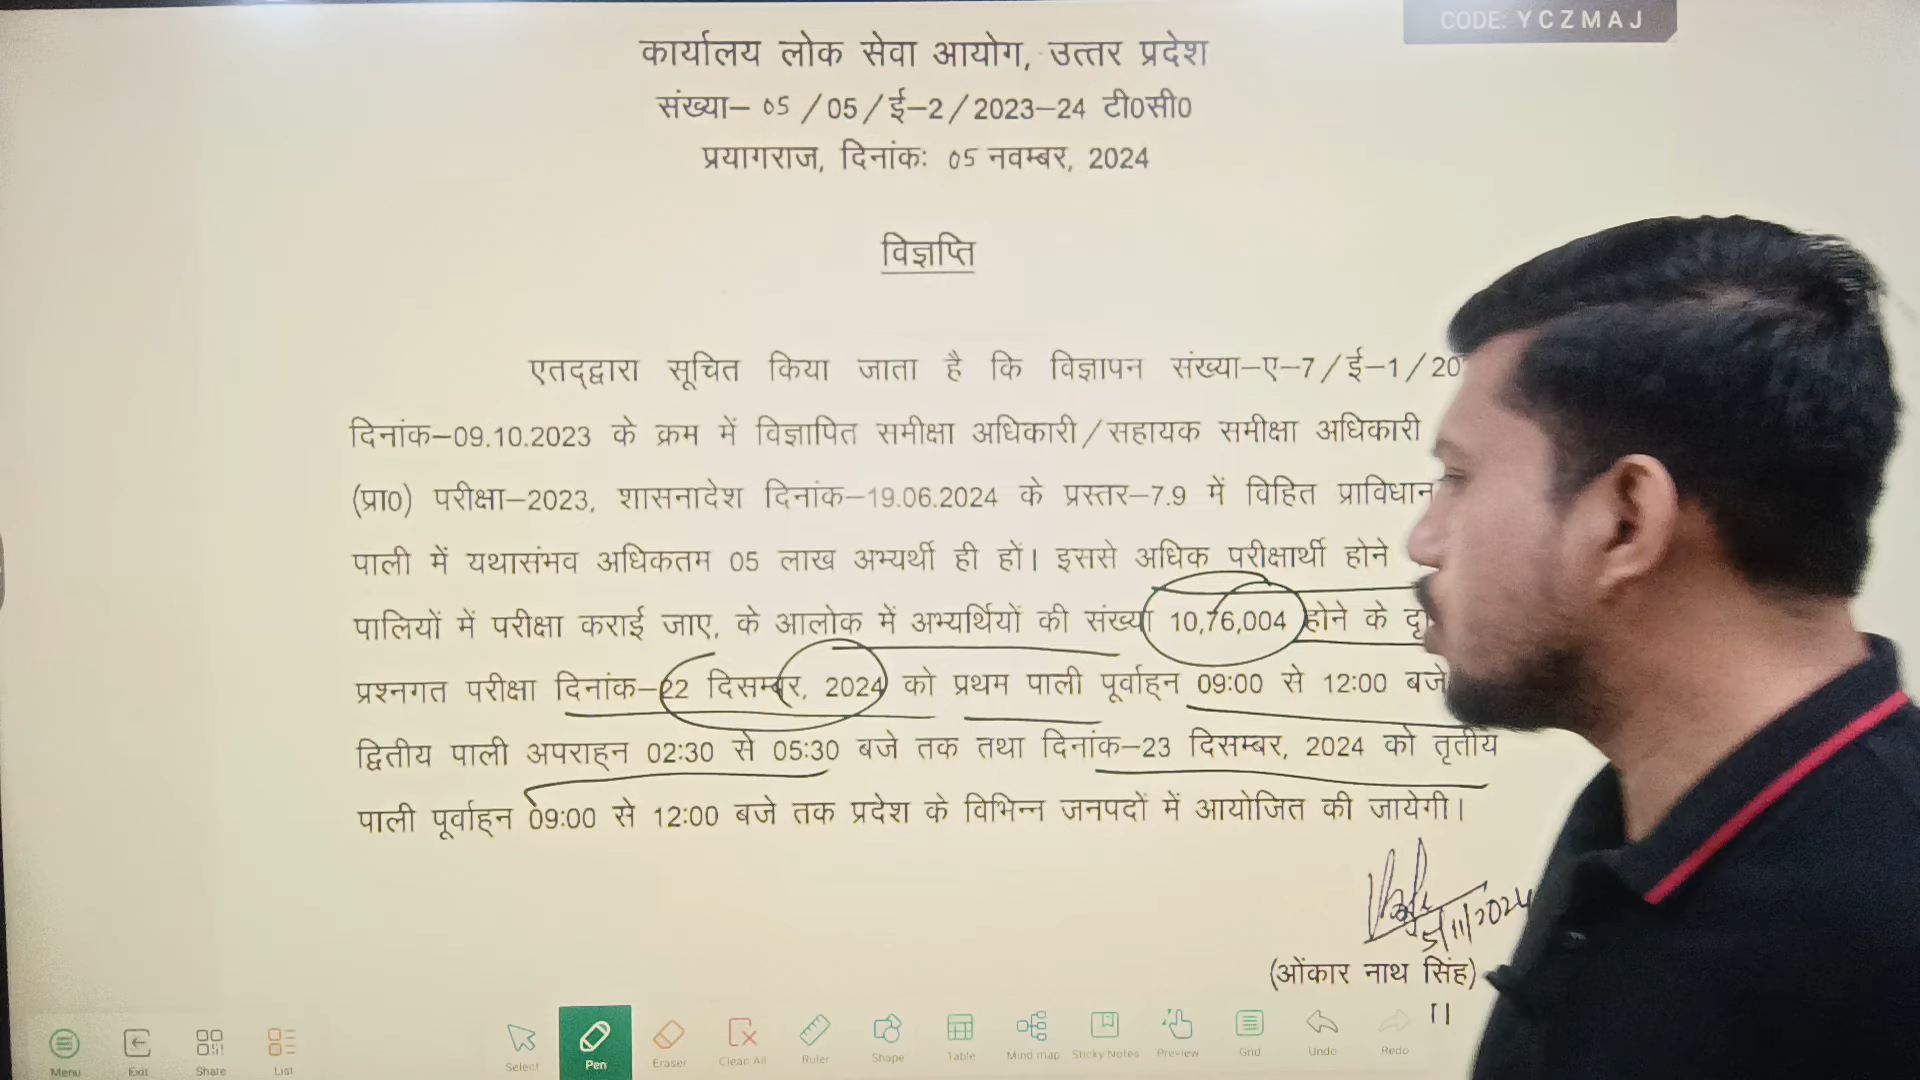 CODE: YCZMAJ
कार्यालय लोक सेवा आयोग, उत्तर प्रदेश
संख्या– 05 /05/ई–2/2023–24 टी0सी0
प्रयागराज, दिनांकः 05 नवम्बर, 2024
विज्ञप्ति
एतद्द्वारा सूचित किया जाता है कि विज्ञापन संख्या–ए–7/ई–1/20
दिनांक–09.10.2023 के क्रम में विज्ञापित समीक्षा अधिकारी/सहायक समीक्षा अधिकारी
(प्रा0) परीक्षा–2023, शासनादेश दिनांक–19.06.2024 के प्रस्तर–7.9 में विहित प्राविधान
पाली में यथासंभव अधिकतम 05 लाख अभ्यर्थी ही हों। इससे अधिक परीक्षार्थी होने
पालियों में परीक्षा कराई जाए, के आलोक में अभ्यर्थियों की संख्या 10,76,004 होने के
प्रश्नगत परीक्षा दिनांक–22 दिसम्बर, 2024 को प्रथम पाली पूर्वाह्न 09:00 से 12:00 बजे
द्वितीय पाली अपराह्न 02:30 से 05:30 बजे तक तथा दिनांक–23 दिसम्बर, 2024 को तृतीय
पाली पूर्वाह्न 09:00 से 12:00 बजे तक प्रदेश के विभिन्न जनपदों में आयोजित की जायेगी।
5/11/2024
(ओंकार नाथ सिंह)
Menu Exit Share List Select Pen Eraser Clean All Ruler Shape Table Mind map Sticky Notes Preview Grid Undo Redo